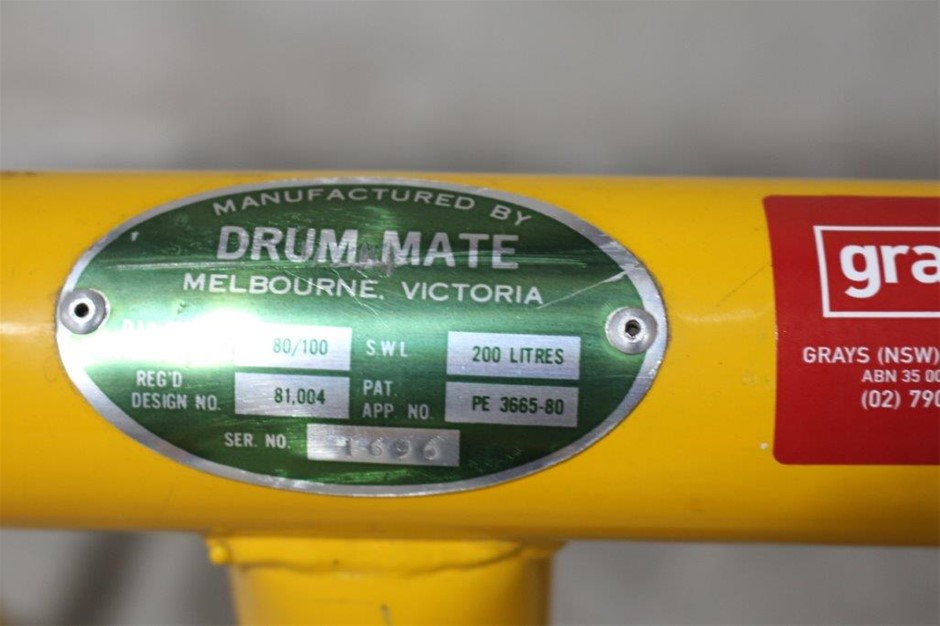 MANUFACTURED BY
DRUM MATE
MELBOURNE, VICTORIA
80/100
S.W.L
200 LITRES
REG'D
DESIGN NO.
81,004
PAT.
APP. NO.
PE 3665-80
SER. NO.
1696
gra
GRAYS (NSW)
ABN 35 00
(02) 790